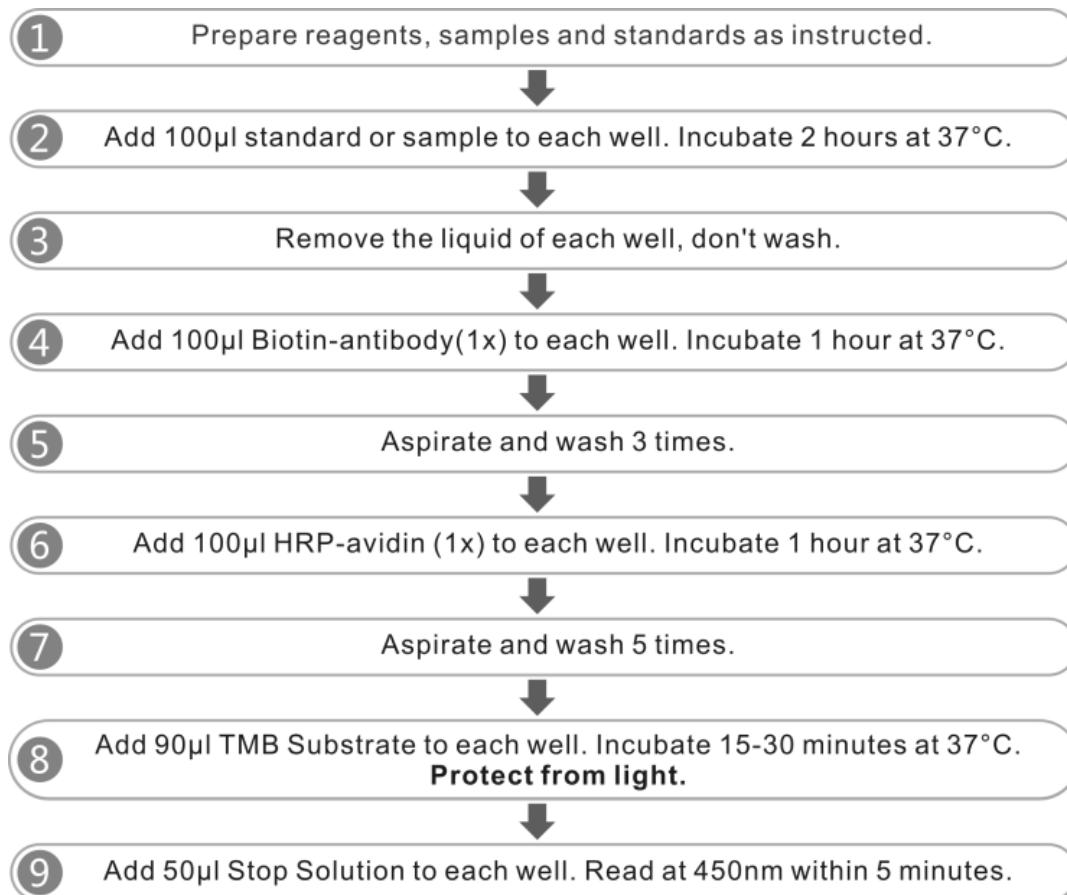 1 Prepare reagents, samples and standards as instructed.
2 Add 100µl standard or sample to each well. Incubate 2 hours at 37°C.
3 Remove the liquid of each well, don't wash.
4 Add 100µl Biotin-antibody(1x) to each well. Incubate 1 hour at 37°C.
5 Aspirate and wash 3 times.
6 Add 100µl HRP-avidin (1x) to each well. Incubate 1 hour at 37°C.
7 Aspirate and wash 5 times.
8 Add 90µl TMB Substrate to each well. Incubate 15-30 minutes at 37°C.
Protect from light.
9 Add 50µl Stop Solution to each well. Read at 450nm within 5 minutes.